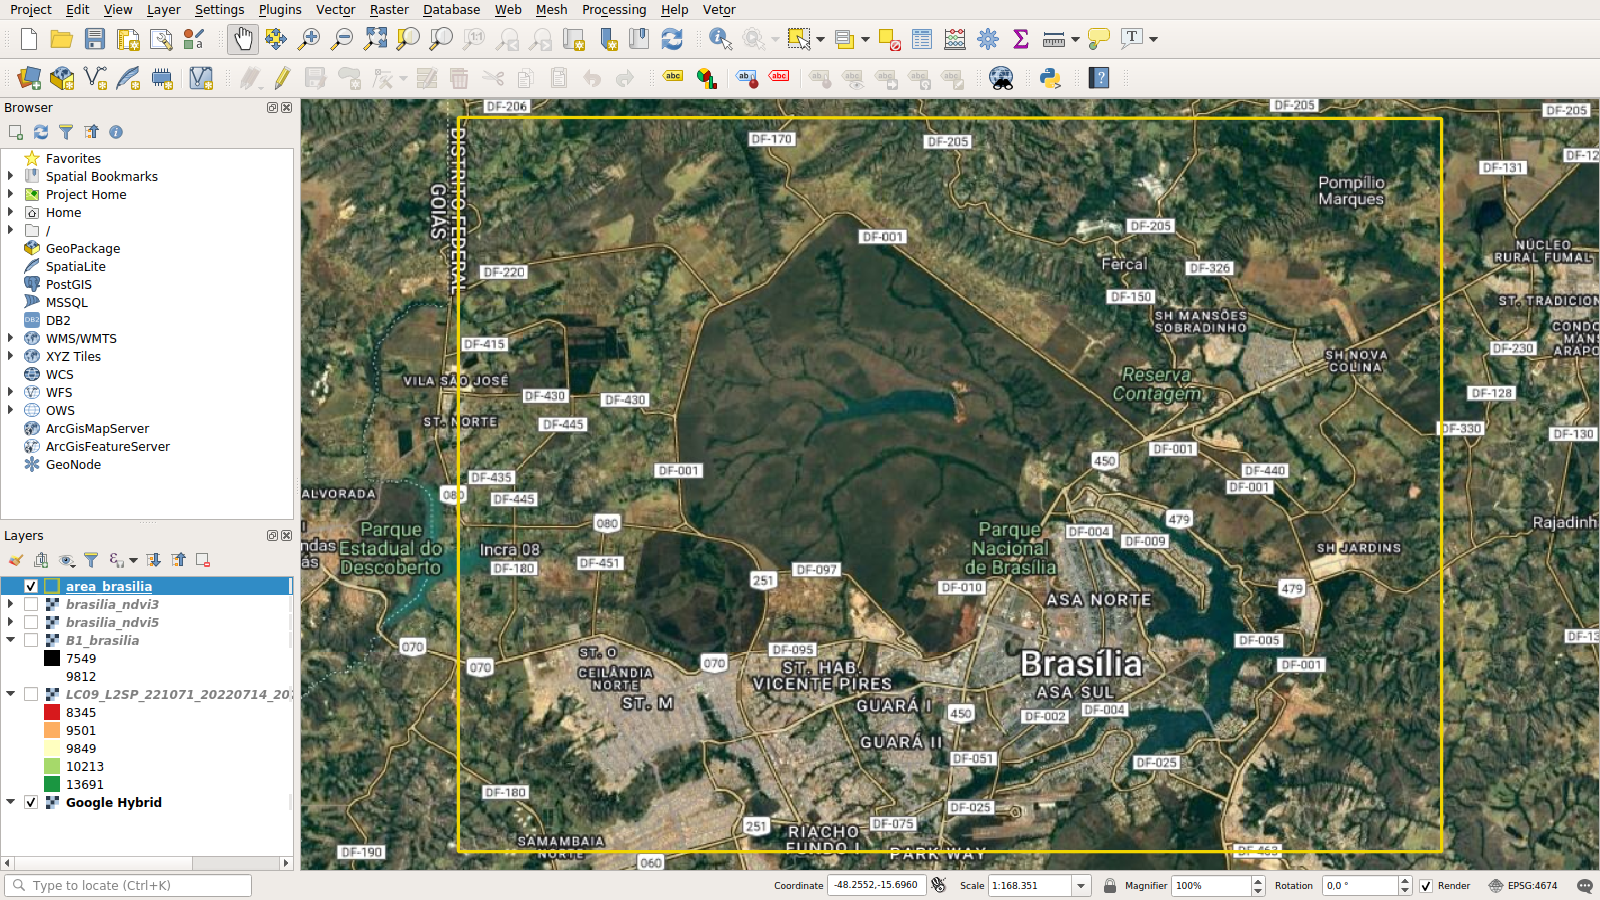 Project Edit View Layer Settings Plugins Vector Raster Database Web Mesh Processing Help Vetor
Browser
Favorites
Spatial Bookmarks
Project Home
Home
/
GeoPackage
SpatiaLite
PostGIS
MSSQL
DB2
WMS/WMTS
XYZ Tiles
WCS
WFS
OWS
ArcGisMapServer
ArcGisFeatureServer
GeoNode
Layers
area_brasilia
brasilia_ndvi3
brasilia_ndvi5
B1_brasilia
7549
9812
LC09_L2SP_221071_20220714_20
8345
9501
9849
10213
13691
Google Hybrid
DF-206
DF-205
DF-205
DF-170
DF-205
DF-131
DF-12
DISTRITO FEDERAL
GOIÁS
Pompílio
Marques
DF-001
DF-205
NÚCLEO
RURAL FUMAL
DF-220
Fercal
DF-326
DF-150
ST. TRADICION
SH MANSÕES
SOBRADINHO
CONDO
MANS
ARAPO
DF-415
DF-230
SH NOVA
COLINA
VILA SÃO JOSÉ
Reserva
Contagem
DF-430
DF-430
DF-128
ST. NORTE
DF-445
DF-330
DF-130
DF-001
450
DF-001
DF-440
DF-435
DF-001
ALVORADA
080
DF-445
080
479
Rajadinh
Parque
Estadual do
Descoberto
Parque
Nacional
de Brasília
DF-004
DF-009
Incra 08
SH JARDINS
DF-180
DF-451
251
DF-097
DF-010
479
ASA NORTE
070
070
ST. O
CEILÂNDIA
NORTE
ST. M
070
DF-095
ST. HAB.
VICENTE PIRES
Brasília
DF-005
DF-001
DF-13
ASA SUL
GUARÁ I
450
DF-002
DF-004
GUARÁ II
DF-051
DF-025
DF-180
DF-025
251
RIACHO
FUNDO I
DF-075
SAMAMBAIA
NORTE
PARK WAY
DF-463
DF-190
060
Type to locate (Ctrl+K)
Coordinate -48.2552,-15.6960 Scale 1:168.351 Magnifier 100% Rotation 0,0 ° Render EPSG:4674